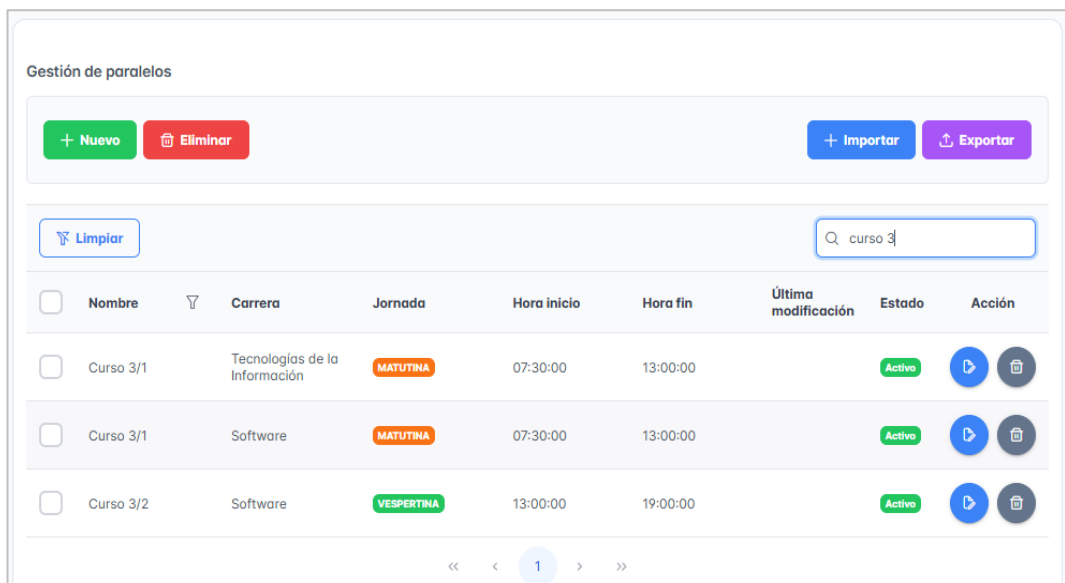 Gestión de paralelos
Nuevo Eliminar Importar Exportar
Limpiar curso 3
Nombre Carrera Jornada Hora inicio Hora fin Última modificación Estado Acción
Curso 3/1 Tecnologías de la Información MATUTINA 07:30:00 13:00:00 Activo
Curso 3/1 Software MATUTINA 07:30:00 13:00:00 Activo
Curso 3/2 Software VESPERTINA 13:00:00 19:00:00 Activo
« ‹ 1 › »